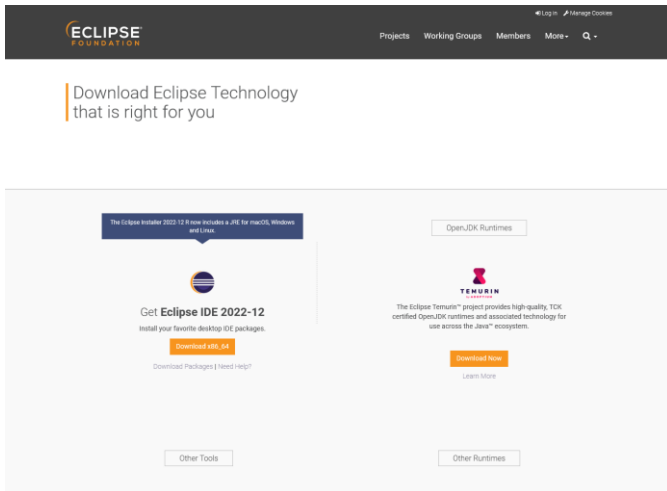 Log in Manage Cookies
ECLIPSE
FOUNDATION
Projects Working Groups Members More
Download Eclipse Technology
that is right for you
The Eclipse Installer 2022-12 R now includes a JRE for macOS, Windows
and Linux.
Get Eclipse IDE 2022-12
Install your favorite desktop IDE packages.
Download x86_64
Download Packages | Need Help?
OpenJDK Runtimes
TEMURIN
The Eclipse Temurin™ project provides high-quality, TCK
certified OpenJDK runtimes and associated technology for
use across the Java™ ecosystem.
Download Now
Learn More
Other Tools
Other Runtimes